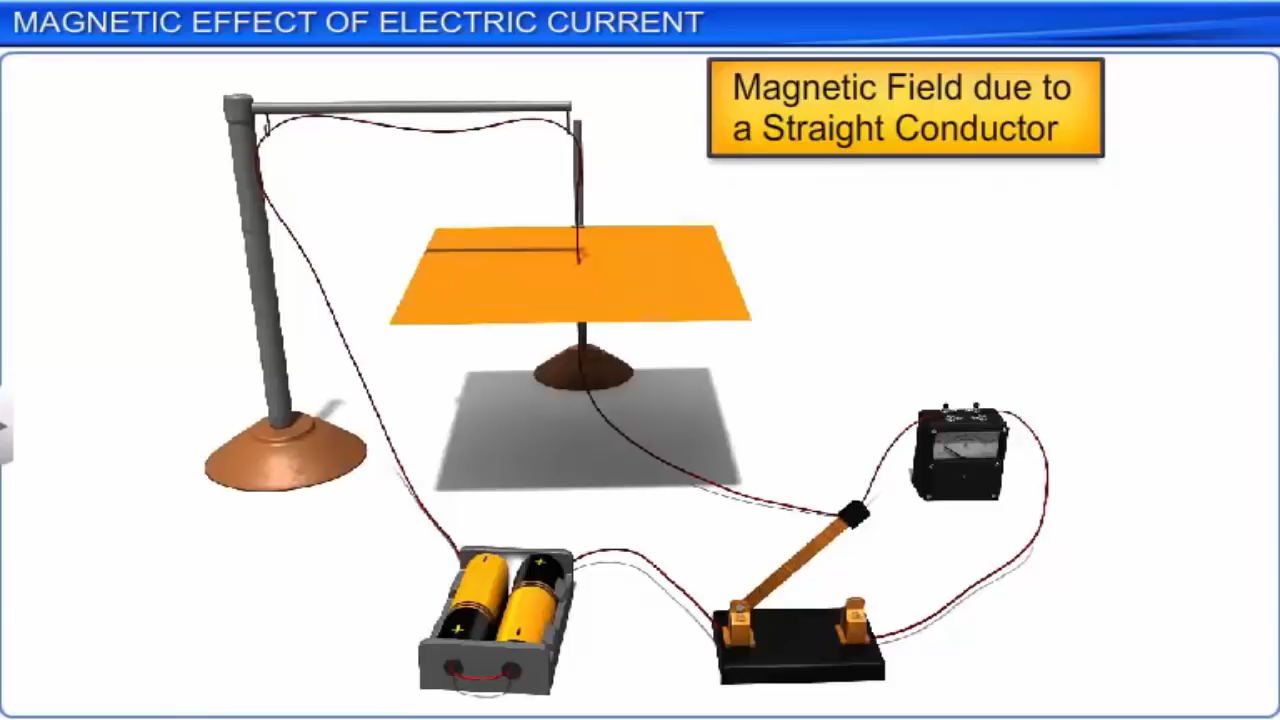 MAGNETIC EFFECT OF ELECTRIC CURRENT
Magnetic Field due to
a Straight Conductor